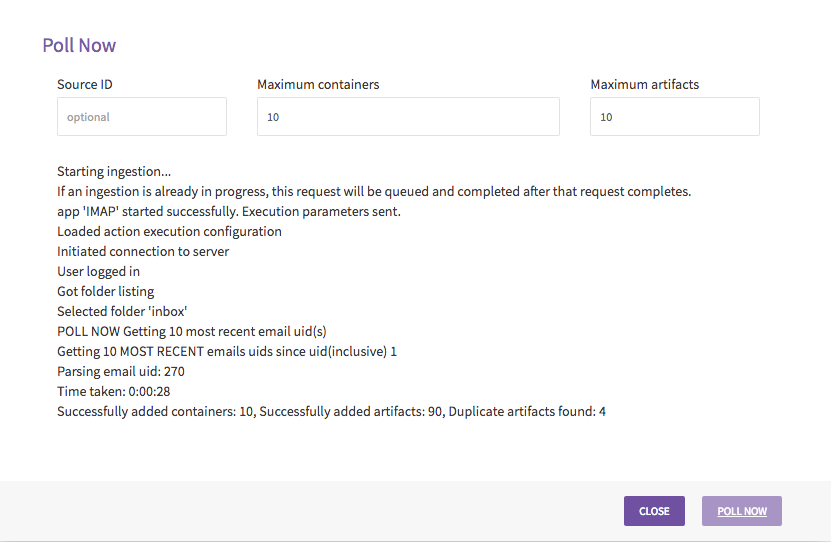 Poll Now
Source ID
Maximum containers
Maximum artifacts
optional
10
10
Starting ingestion...
If an ingestion is already in progress, this request will be queued and completed after that request completes.
app 'IMAP' started successfully. Execution parameters sent.
Loaded action execution configuration
Initiated connection to server
User logged in
Got folder listing
Selected folder 'inbox'
POLL NOW Getting 10 most recent email uid(s)
Getting 10 MOST RECENT emails uids since uid(inclusive) 1
Parsing email uid: 270
Time taken: 0:00:28
Successfully added containers: 10, Successfully added artifacts: 90, Duplicate artifacts found: 4
CLOSE
POLL NOW